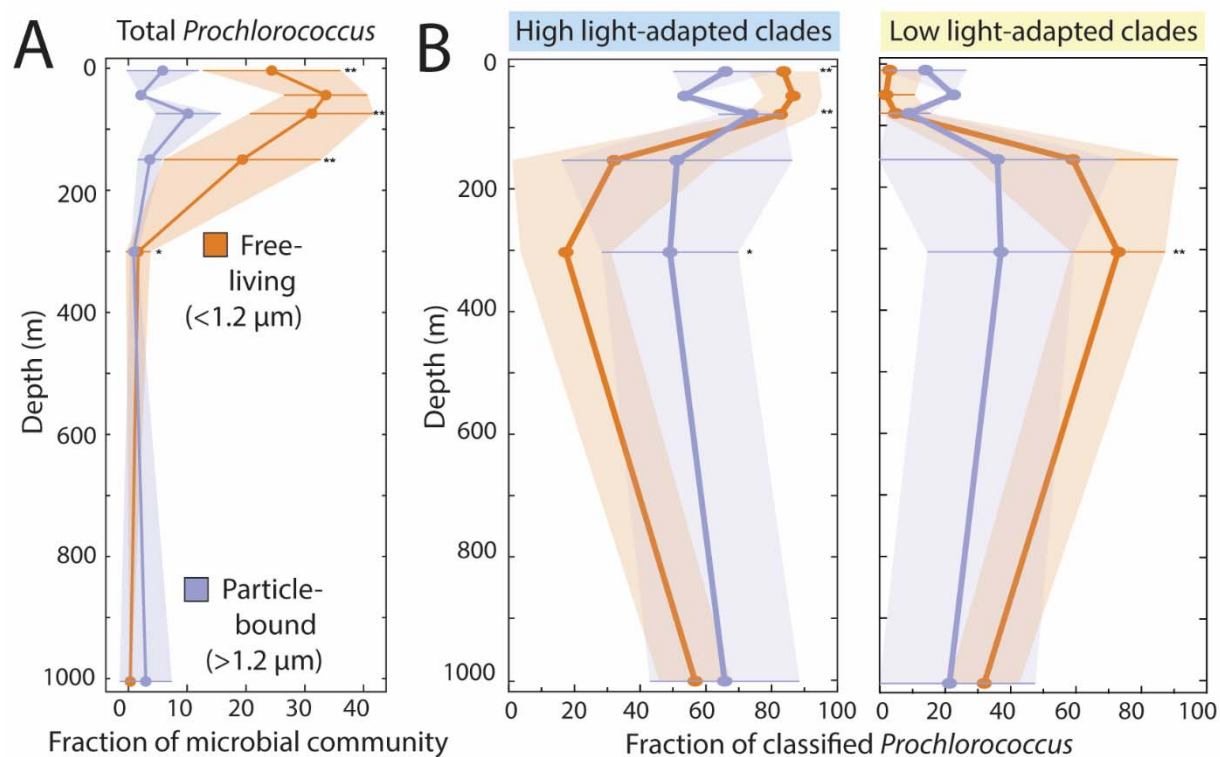 A
Total Prochlorococcus
0
200
400
600
800
1000
Depth (m)
**
**
**
*
Free-
living
(<1.2 µm)
Particle-
bound
(>1.2 µm)
0 10 20 30 40
Fraction of microbial community
B
High light-adapted clades
Low light-adapted clades
0
200
400
600
800
1000
Depth (m)
**
**
*
**
0 20 40 60 80 100
0 20 40 60 80 100
Fraction of classified Prochlorococcus